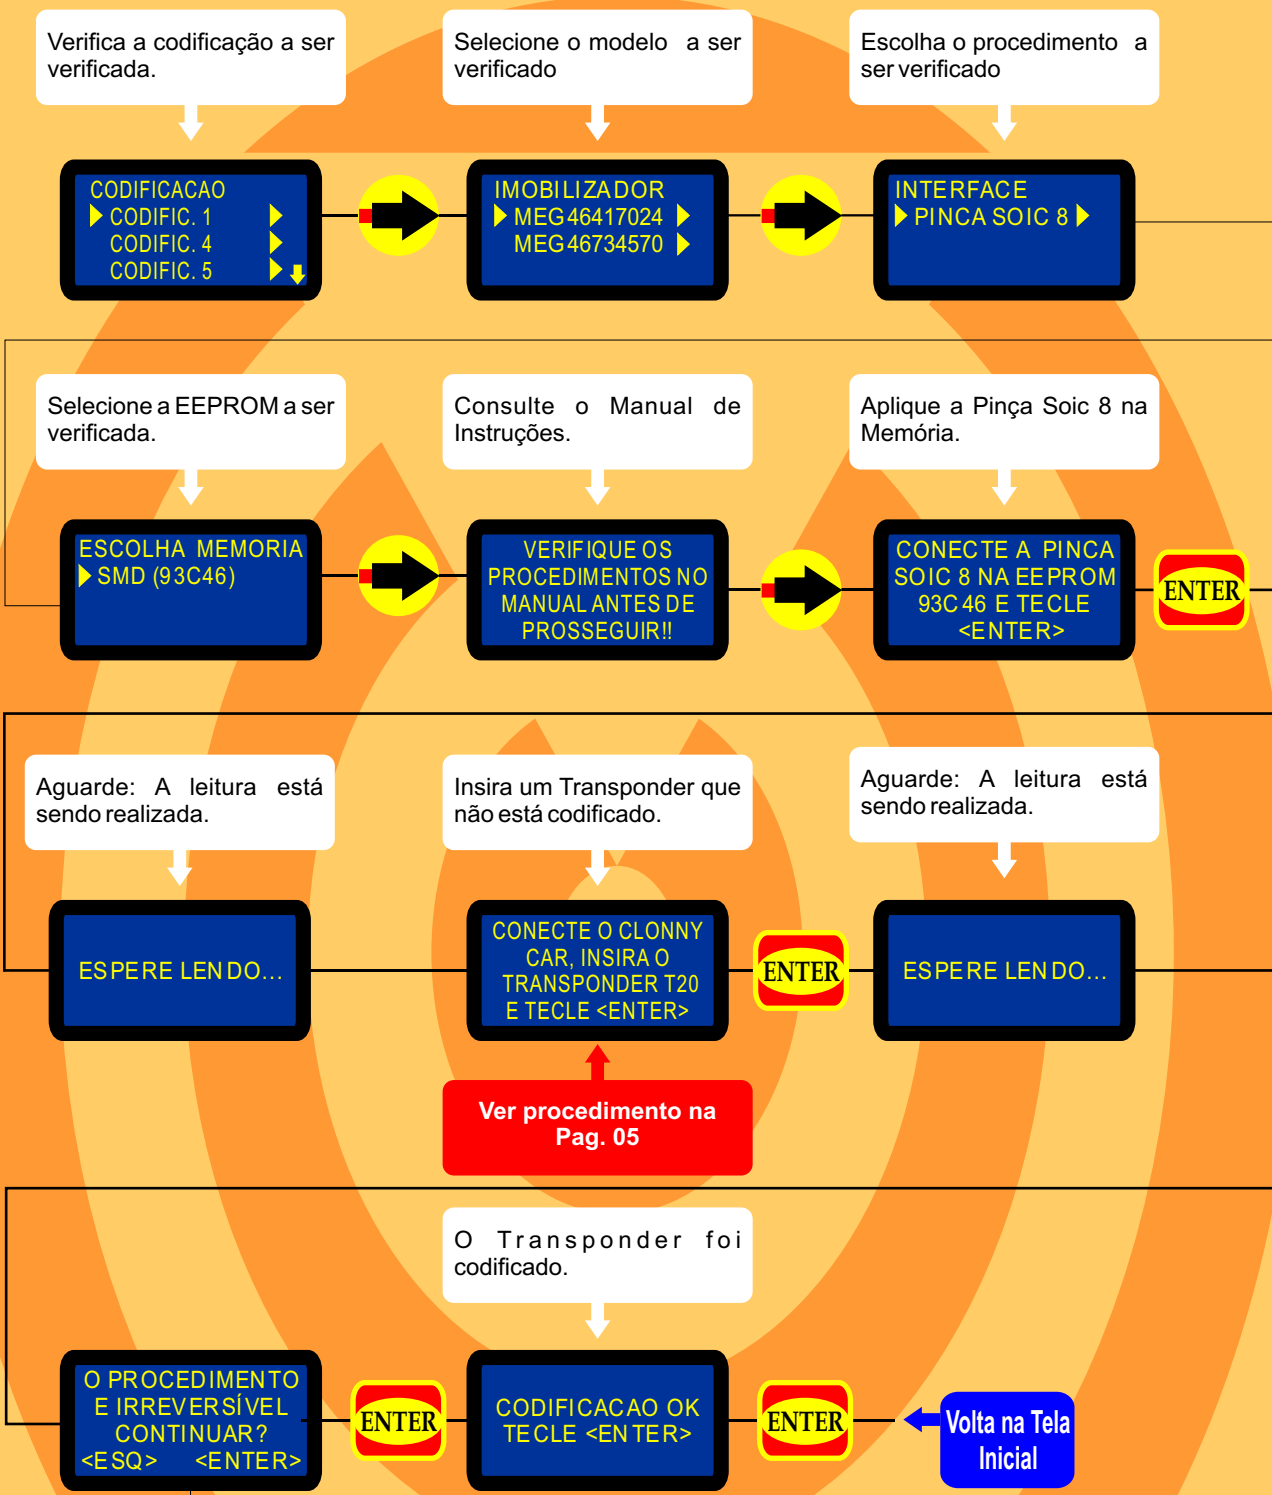 Verifica a codificação a ser
verificada.
Selecione o modelo a ser
verificado
Escolha o procedimento a
ser verificado
CODIFICACAO
CODIFIC. 1
CODIFIC. 4
CODIFIC. 5
IMOBILIZADOR
MEG46417024
MEG46734570
INTERFACE
PINCA SOIC 8
Selecione a EEPROM a ser
verificada.
Consulte o Manual de
Instruções.
Aplique a Pinça Soic 8 na
Memória.
ESCOLHA MEMORIA
SMD (93C46)
VERIFIQUE OS
PROCEDIMENTOS NO
MANUAL ANTES DE
PROSSEGUIR!!
CONECTE A PINCA
SOIC 8 NA EEPROM
93C46 E TECLE
<ENTER>
ENTER
Aguarde: A leitura está
sendo realizada.
Insira um Transponder que
não está codificado.
Aguarde: A leitura está
sendo realizada.
ESPERE LENDO...
CONECTE O CLONNY
CAR, INSIRA O
TRANSPONDER T20
E TECLE <ENTER>
ENTER
ESPERE LENDO...
Ver procedimento na
Pag. 05
O Transponder foi
codificado.
O PROCEDIMENTO
E IRREVERSÍVEL
CONTINUAR?
<ESQ> <ENTER>
ENTER
CODIFICACAO OK
TECLE <ENTER>
ENTER
Volta na Tela
Inicial